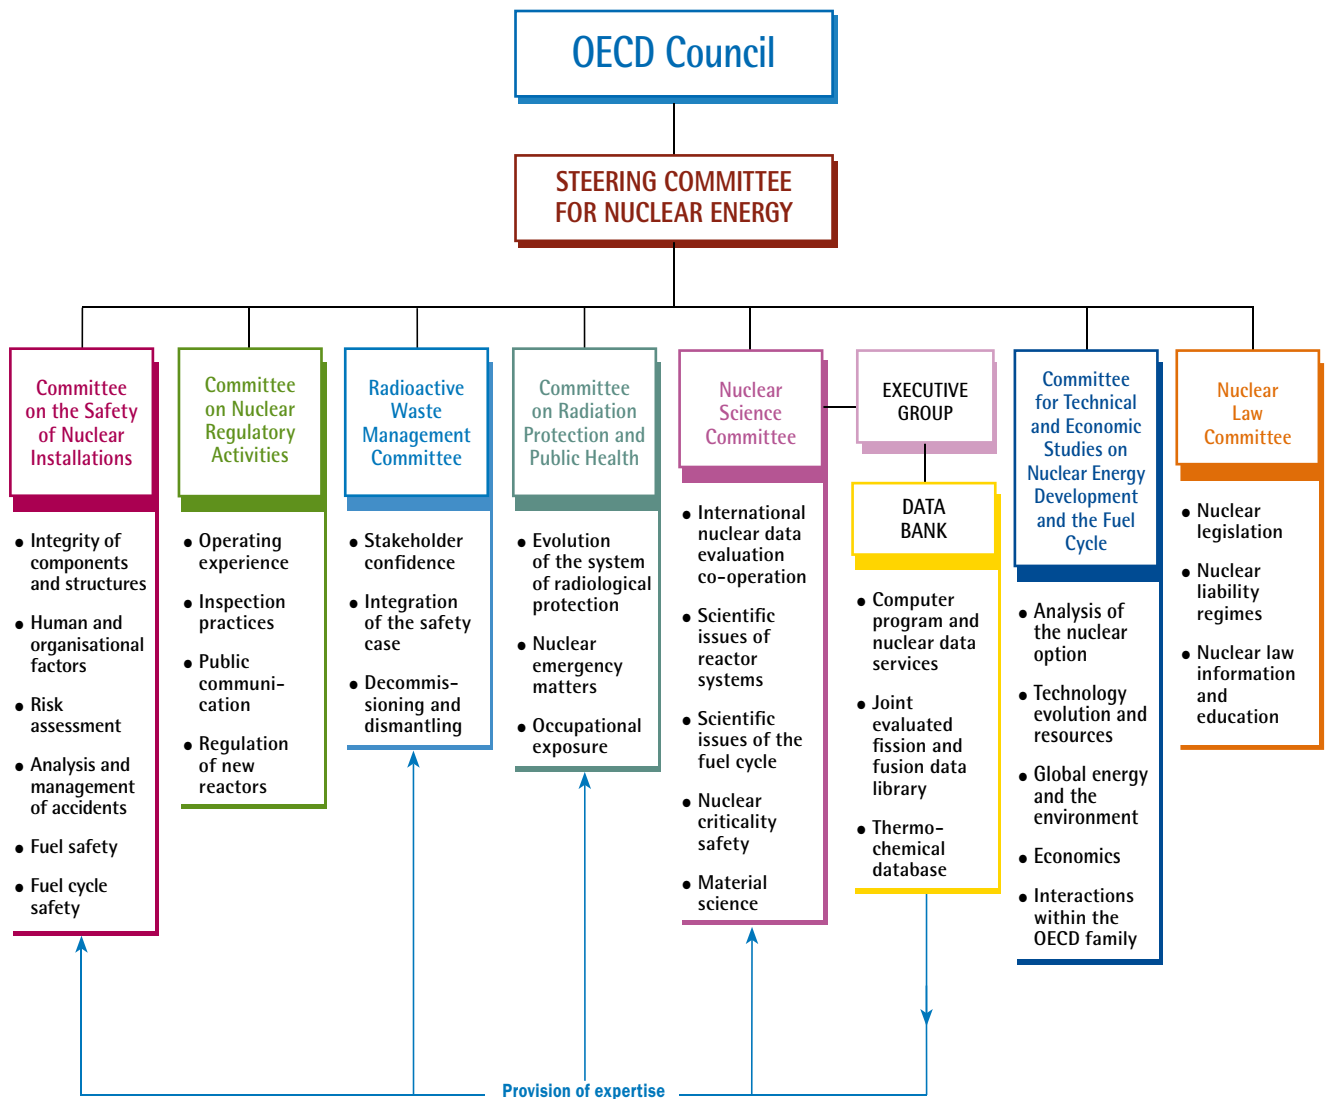 OECD Council
STEERING COMMITTEE
FOR NUCLEAR ENERGY
Committee
on the Safety
of Nuclear
Installations
• Integrity of
components
and structures
• Human and
organisational
factors
• Risk
assessment
• Analysis and
management
of accidents
• Fuel safety
• Fuel cycle
safety
Committee
on Nuclear
Regulatory
Activities
• Operating
experience
• Inspection
practices
• Public
communi-
cation
• Regulation
of new
reactors
Radioactive
Waste
Management
Committee
• Stakeholder
confidence
• Integration
of the safety
case
• Decommis-
sioning and
dismantling
Committee
on Radiation
Protection and
Public Health
• Evolution
of the system
of radiological
protection
• Nuclear
emergency
matters
• Occupational
exposure
Nuclear
Science
Committee
• International
nuclear data
evaluation
co-operation
• Scientific
issues of
reactor
systems
• Scientific
issues of the
fuel cycle
• Nuclear
criticality
safety
• Material
science
EXECUTIVE
GROUP
DATA
BANK
• Computer
program and
nuclear data
services
• Joint
evaluated
fission and
fusion data
library
• Thermo-
chemical
database
Committee
for Technical
and Economic
Studies on
Nuclear Energy
Development
and the Fuel
Cycle
• Analysis of
the nuclear
option
• Technology
evolution and
resources
• Global energy
and the
environment
• Economics
• Interactions
within the
OECD family
Nuclear
Law
Committee
• Nuclear
legislation
• Nuclear
liability
regimes
• Nuclear law
information
and
education
Provision of expertise